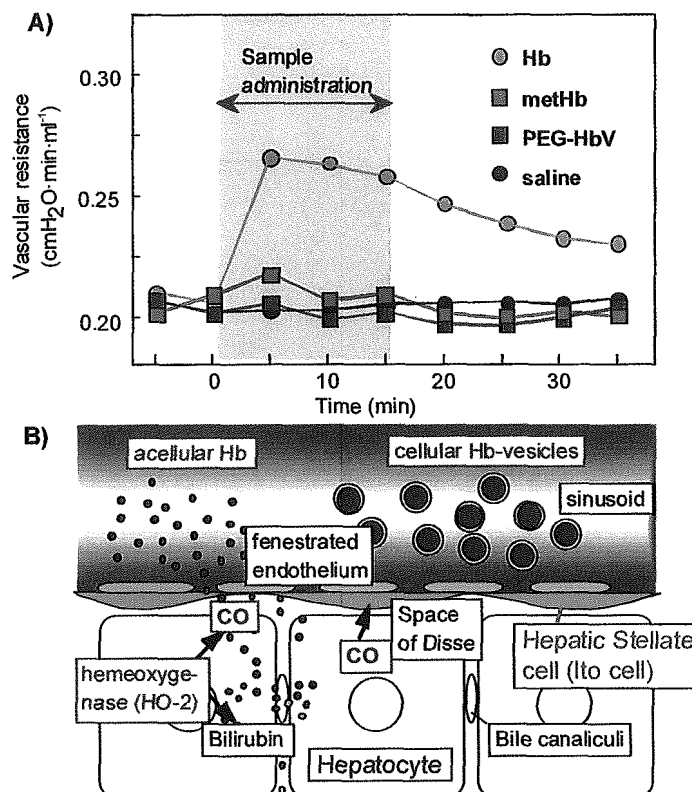 A)
Vascular resistance
(cmH₂O·min·ml⁻¹)
0.30
0.25
0.20
Sample
administration
Hb
metHb
PEG-HbV
saline
0
10
20
30
Time (min)
B)
acellular Hb
cellular Hb-vesicles
sinusoid
fenestrated
endothelium
CO
Space
of Disse
CO
Hepatic Stellate
cell (Ito cell)
hemeoxyge-
nase (HO-2)
Bilirubin
Hepatocyte
Bile canaliculi